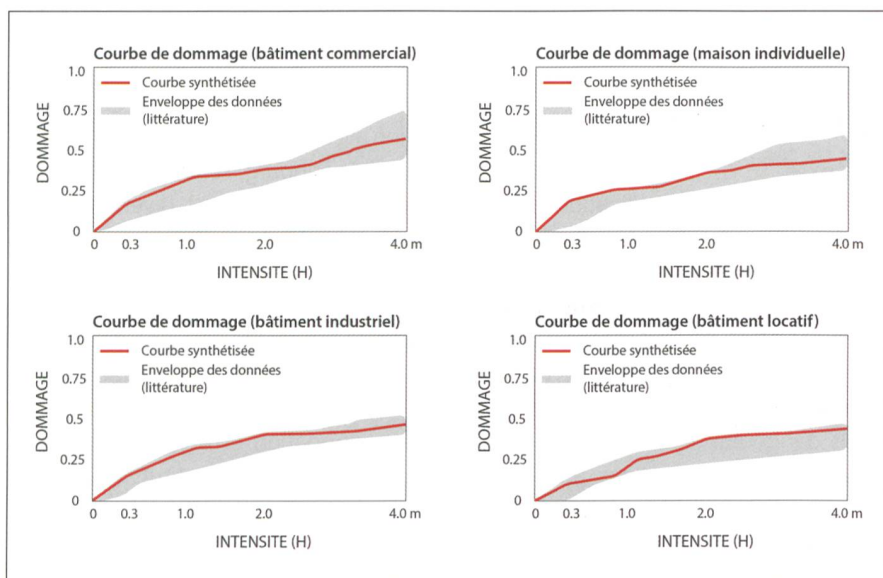 Courbe de dommage (bâtiment commercial)
1.0
Courbe synthétisée
0.75
Enveloppe des données
(littérature)
DOMMAGE
0.5
0.25
0
0 0.3 1.0 2.0 4.0 m
INTENSITE (H)
Courbe de dommage (maison individuelle)
1.0
Courbe synthétisée
0.75
Enveloppe des données
(littérature)
DOMMAGE
0.5
0.25
0
0 0.3 1.0 2.0 4.0 m
INTENSITE (H)
Courbe de dommage (bâtiment industriel)
1.0
Courbe synthétisée
0.75
Enveloppe des données
(littérature)
DOMMAGE
0.5
0.25
0
0 0.3 1.0 2.0 4.0 m
INTENSITE (H)
Courbe de dommage (bâtiment locatif)
1.0
Courbe synthétisée
0.75
Enveloppe des données
(littérature)
DOMMAGE
0.5
0.25
0
0 0.3 1.0 2.0 4.0 m
INTENSITE (H)